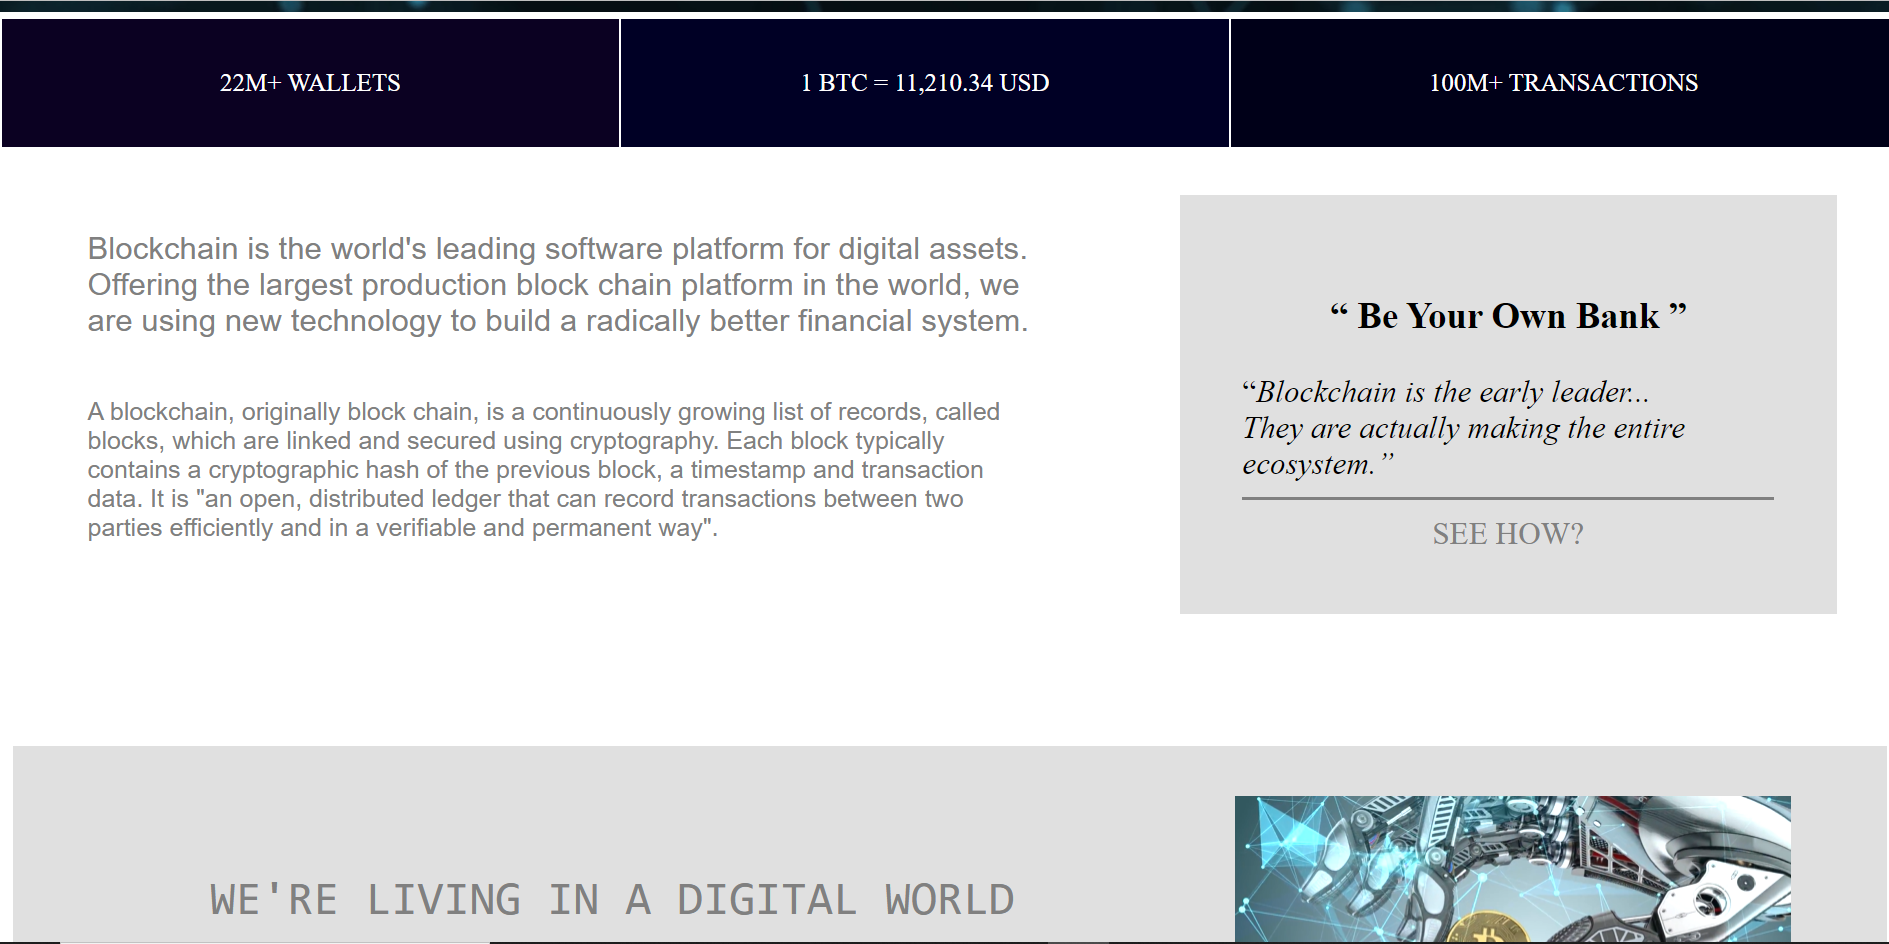 22M+ WALLETS
1 BTC = 11,210.34 USD
100M+ TRANSACTIONS
Blockchain is the world's leading software platform for digital assets.
Offering the largest production block chain platform in the world, we
are using new technology to build a radically better financial system.
A blockchain, originally block chain, is a continuously growing list of records, called
blocks, which are linked and secured using cryptography. Each block typically
contains a cryptographic hash of the previous block, a timestamp and transaction
data. It is "an open, distributed ledger that can record transactions between two
parties efficiently and in a verifiable and permanent way".
“ Be Your Own Bank ”
“Blockchain is the early leader...
They are actually making the entire
ecosystem.”
SEE HOW?
WE'RE LIVING IN A DIGITAL WORLD